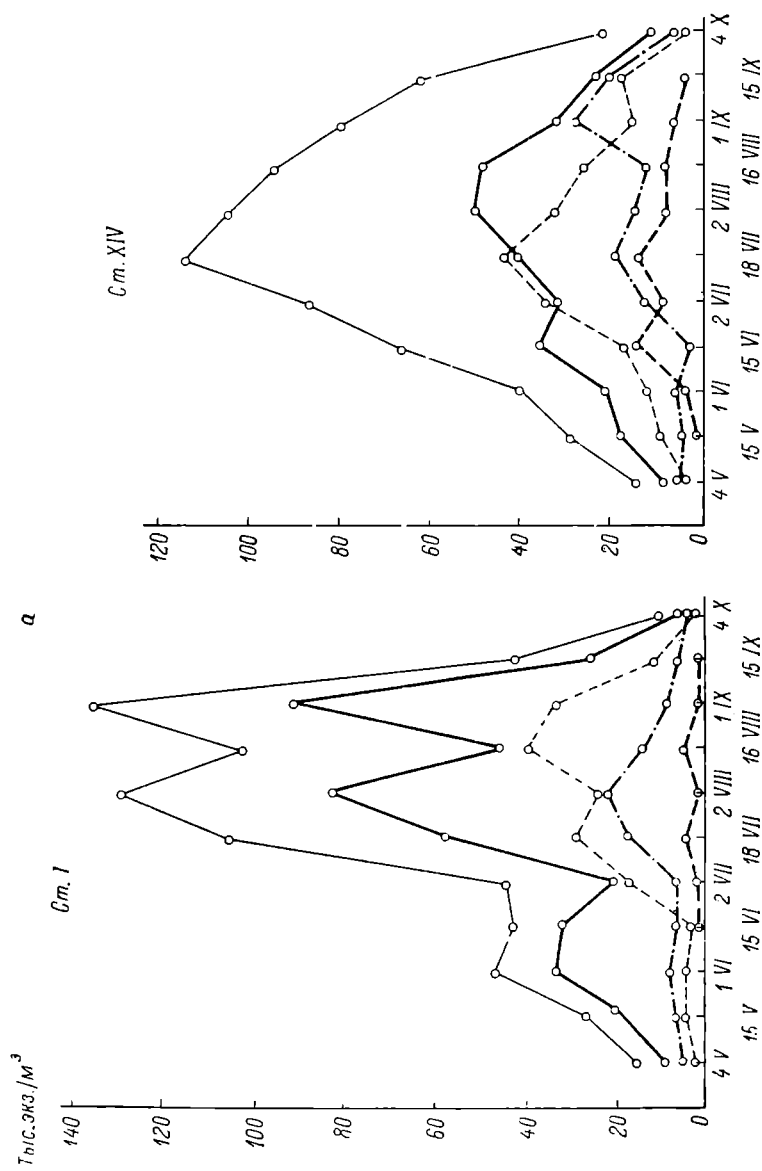 a
Ст. I
Тыс.экз./м³
140
120
100
80
60
40
20
0
4 V
15 V
1 VI
15 VI
2 VII
18 VII
2 VIII
16 VIII
1 IX
15 IX
4 X
Ст. XIV
120
100
80
60
40
20
0
4 V
15 V
1 VI
15 VI
2 VII
18 VII
2 VIII
16 VIII
1 IX
15 IX
4 X